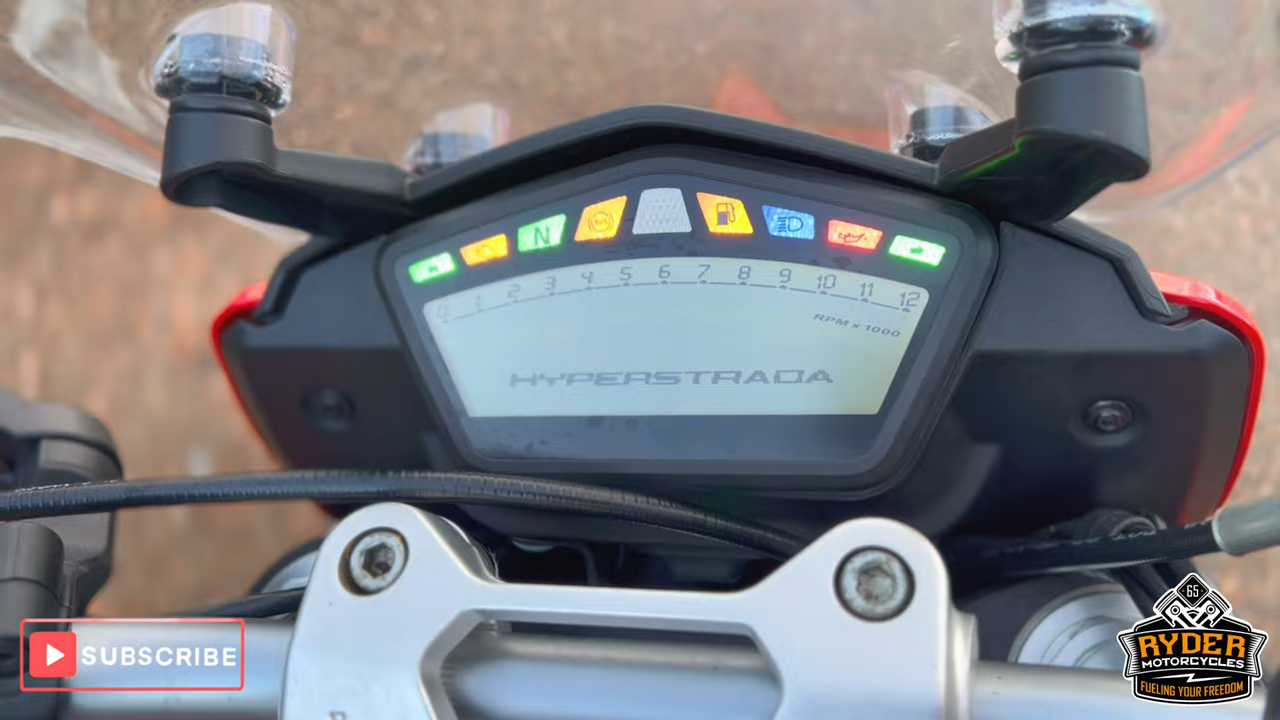 N
0 1 2 3 4 5 6 7 8 9 10 11 12
RPM x 1000
HYPERSTRADA
SUBSCRIBE
65
RYDER
MOTORCYCLES
FUELING YOUR FREEDOM